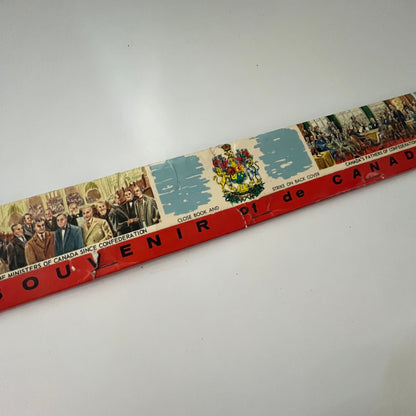 MINISTERS OF CANADA SINCE CONFEDERATION
CLOSE BOOK AND
STRIKE ON BACK COVER
CANADA'S FATHERS OF CONFEDERATION
SOUVENIR of de CANAD